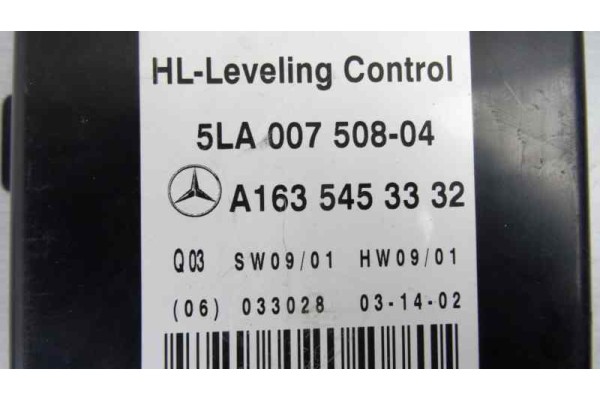 HL-Leveling Control
5LA 007 508-04
A163 545 33 32
Q03 SW09/01 HW09/01
(06) 033028 03-14-02